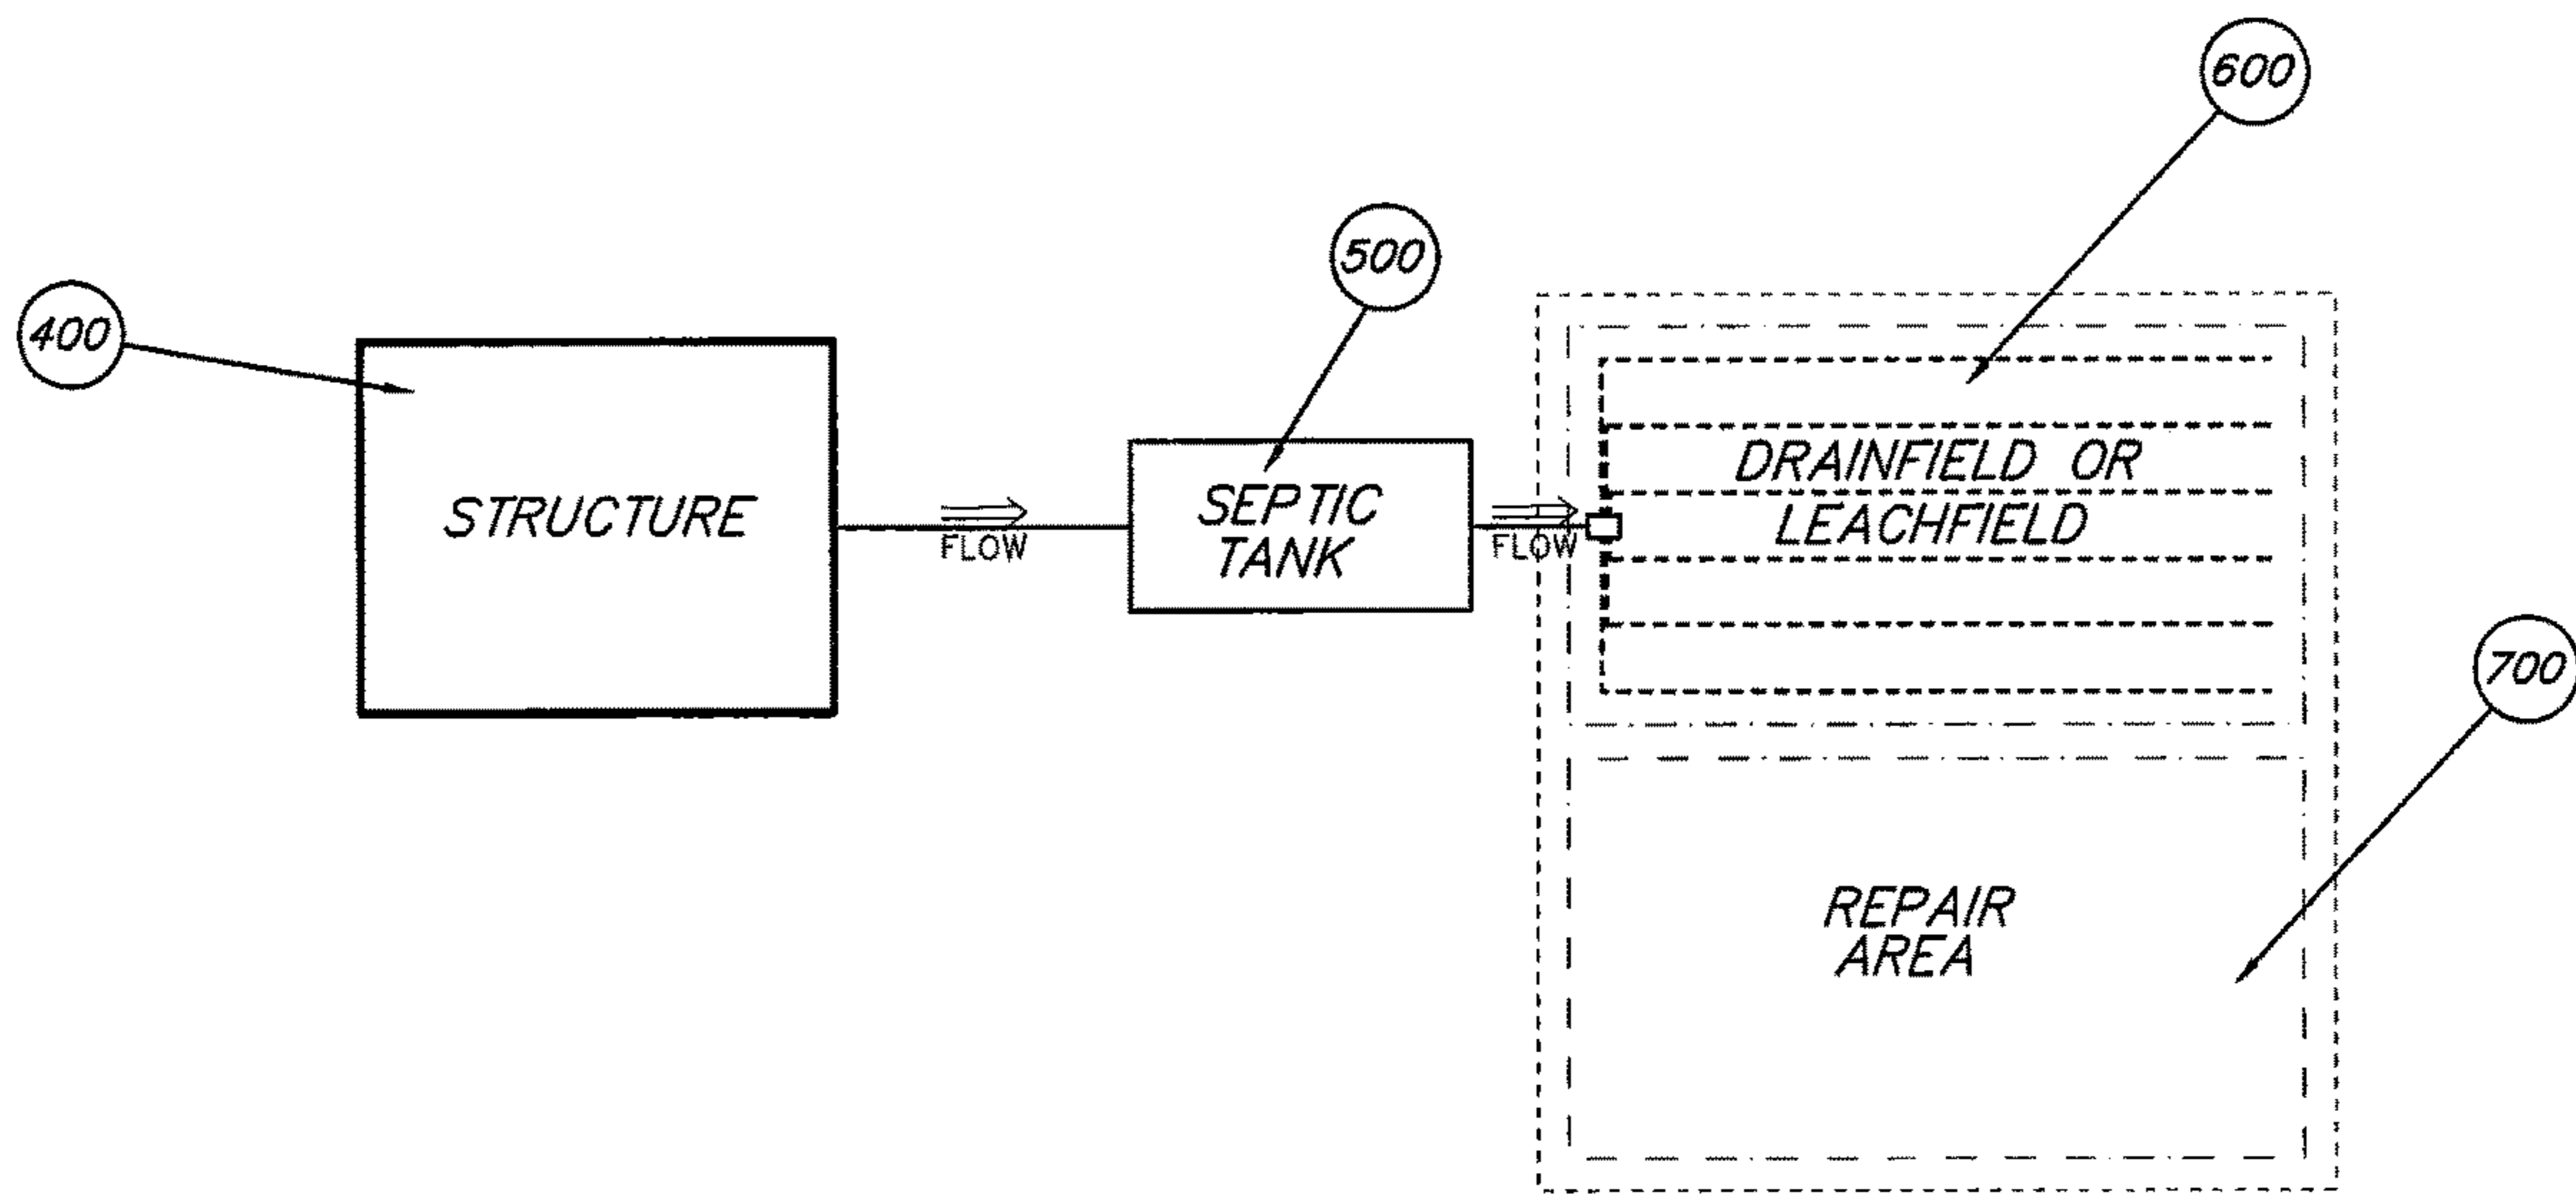 600
500
400
STRUCTURE
FLOW
SEPTIC
TANK
FLOW
DRAINFIELD OR
LEACHFIELD
700
REPAIR
AREA